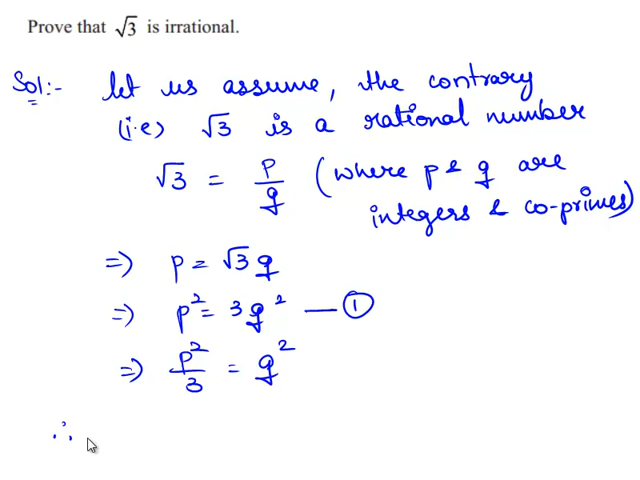 Prove that √3 is irrational.
Sol:- Let us assume, the contrary
(i.e) √3 is a rational number
√3 = p/q (where p & q are
integers & co-primes)
=> p = √3 q
=> p² = 3q² — ①
=> p²/3 = q²
∴